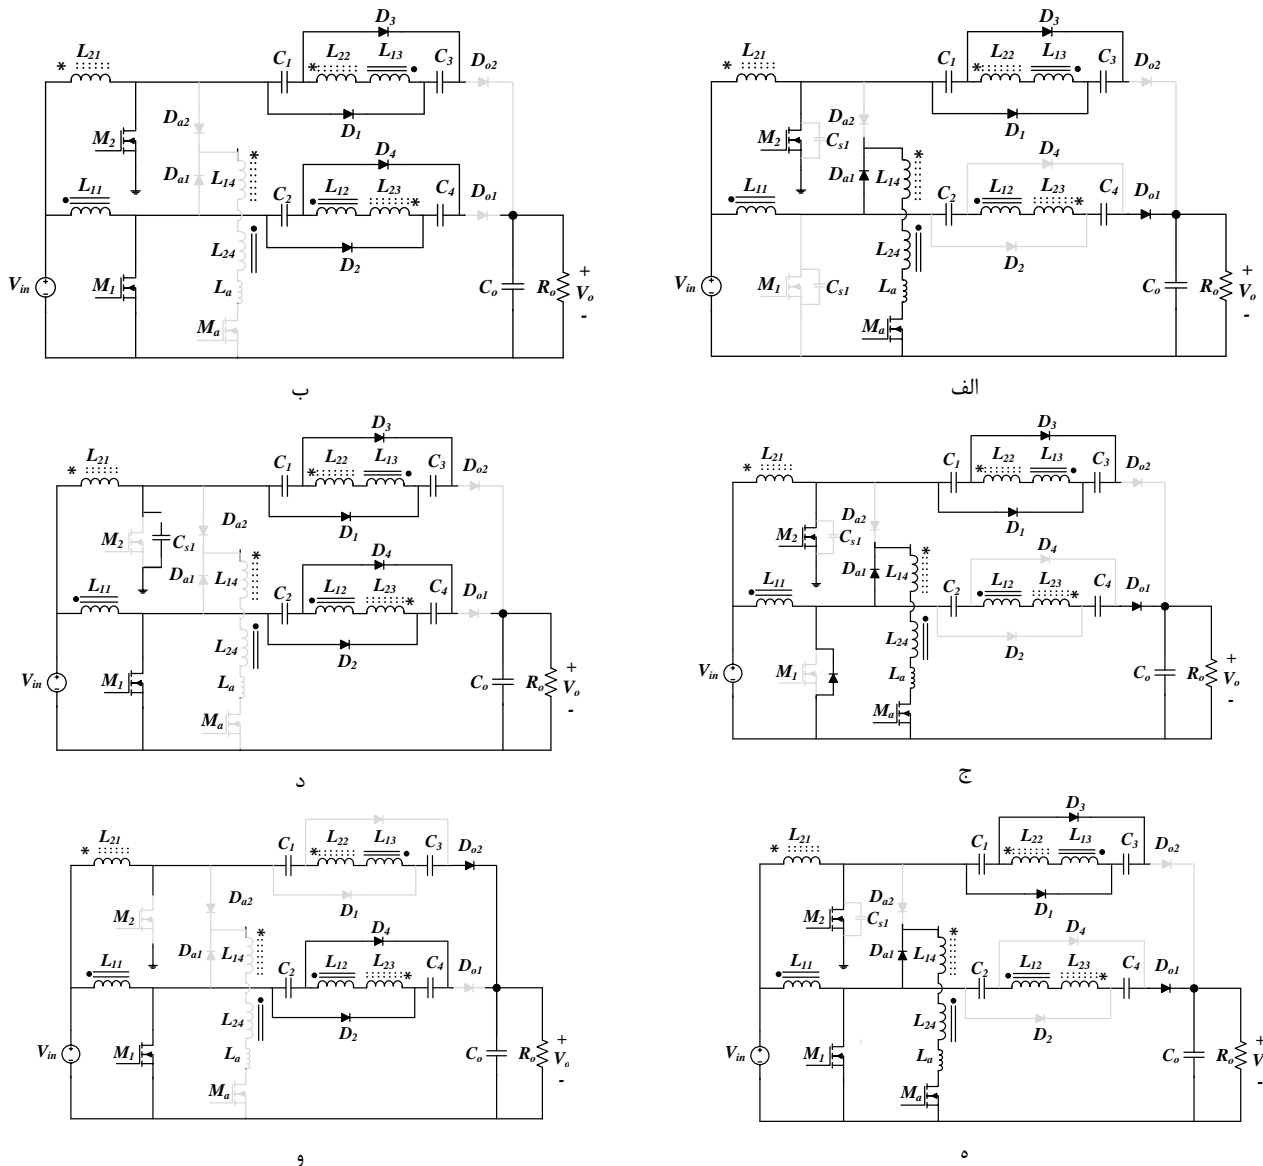 D3
L21
*
C1
L22
L13
C3
Do2
*
M2
Cs1
Da2
D1
*
D4
L11
Da1
L14
C2
L12
L23
C4
Do1
*
L24
D2
Vin
M1
Cs1
La
Co
Ro
+
Vo
-
Ma
الف
D3
L21
*
C1
L22
L13
C3
Do2
*
M2
Da2
D1
*
D4
L11
Da1
L14
C2
L12
L23
C4
Do1
*
L24
D2
Vin
M1
La
Co
Ro
+
Vo
-
Ma
ب
D3
L21
*
C1
L22
L13
C3
Do2
*
M2
Cs1
Da2
D1
*
D4
L11
Da1
L14
C2
L12
L23
C4
Do1
*
L24
D2
Vin
M1
La
Co
Ro
+
Vo
-
Ma
ج
D3
L21
*
C1
L22
L13
C3
Do2
*
M2
Cs1
Da2
D1
*
D4
L11
Da1
L14
C2
L12
L23
C4
Do1
*
L24
D2
Vin
M1
La
Co
Ro
+
Vo
-
Ma
د
D3
L21
*
C1
L22
L13
C3
Do2
*
M2
Cs1
Da2
D1
*
D4
L11
Da1
L14
C2
L12
L23
C4
Do1
*
L24
D2
Vin
M1
La
Co
Ro
+
V
-
Ma
ه
L21
*
C1
L22
L13
C3
Do2
*
M2
Da2
D1
*
D4
L11
Da1
L14
C2
L12
L23
C4
Do1
*
L24
D2
Vin
M1
La
Co
Ro
+
Vo
-
Ma
و